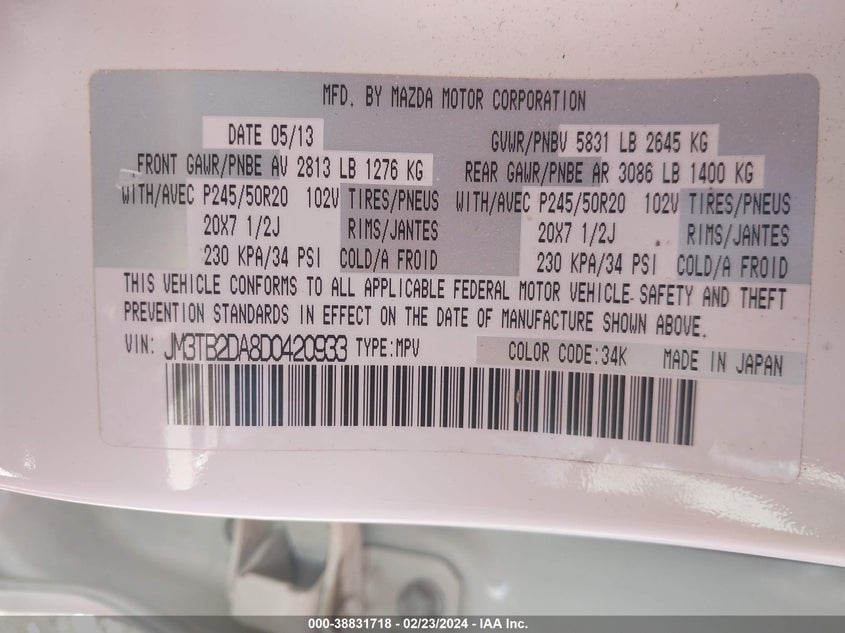 MFD. BY MAZDA MOTOR CORPORATION
DATE 05/13 GVWR/PNBV 5831 LB 2645 KG
FRONT GAWR/PNBE AV 2813 LB 1276 KG REAR GAWR/PNBE AR 3086 LB 1400 KG
WITH/AVEC P245/50R20 102V TIRES/PNEUS WITH/AVEC P245/50R20 102V TIRES/PNEUS
20X7 1/2J RIMS/JANTES 20X7 1/2J RIMS/JANTES
230 KPA/34 PSI COLD/A FROID 230 KPA/34 PSI COLD/A FROID
THIS VEHICLE CONFORMS TO ALL APPLICABLE FEDERAL MOTOR VEHICLE SAFETY AND THEFT
PREVENTION STANDARDS IN EFFECT ON THE DATE OF MANUFACTURE SHOWN ABOVE.
VIN: JM3TB2DA8D0420933 TYPE:MPV COLOR CODE:34K MADE IN JAPAN
000-38831718 - 02/23/2024 - IAA Inc.